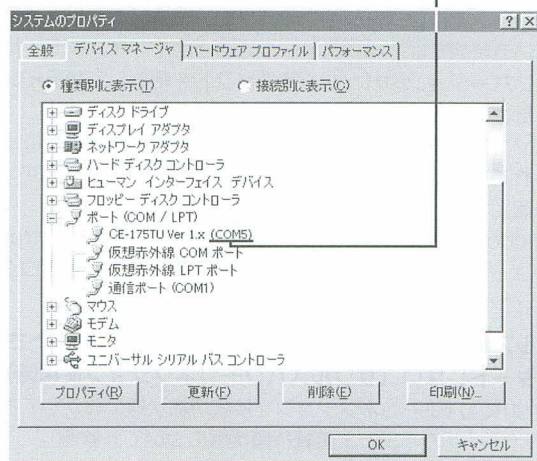 システムのプロパティ
全般 デバイス マネージャ ハードウェア プロファイル パフォーマンス
種類別に表示(T) 接続別に表示(C)
ディスク ドライブ
ディスプレイ アダプタ
ネットワーク アダプタ
ハード ディスク コントローラ
ヒューマン インターフェイス デバイス
フロッピー ディスク コントローラ
ポート (COM / LPT)
CE-175TU Ver 1.x (COM5)
仮想赤外線 COM ポート
仮想赤外線 LPT ポート
通信ポート (COM1)
マウス
モデム
モニタ
ユニバーサル シリアル バス コントローラ
プロパティ(R) 更新(F) 削除(E) 印刷(N)...
OK キャンセル